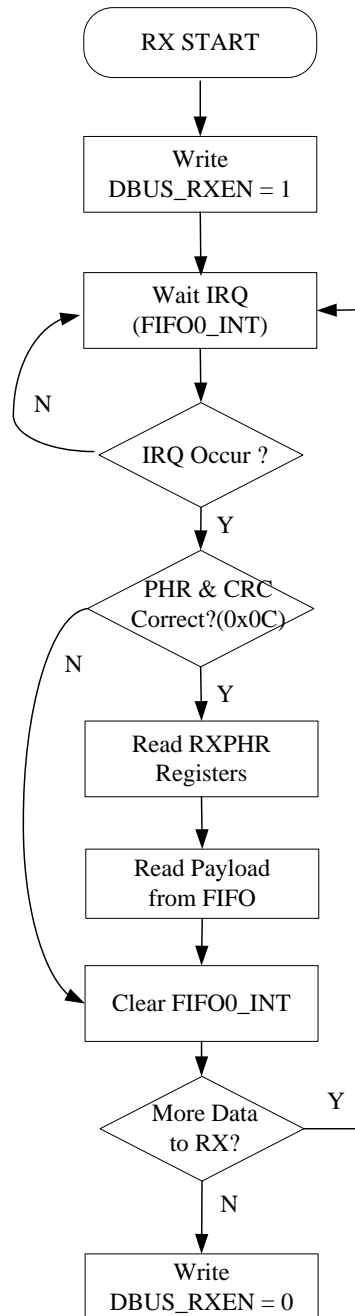 RX START
Write
DBUS_RXEN = 1
Wait IRQ
(FIFO0_INT)
N
IRQ Occur ?
Y
PHR & CRC
Correct?(0x0C)
N
Y
Read RXPHR
Registers
Read Payload
from FIFO
Clear FIFO0_INT
More Data
to RX?
Y
N
Write
DBUS_RXEN = 0